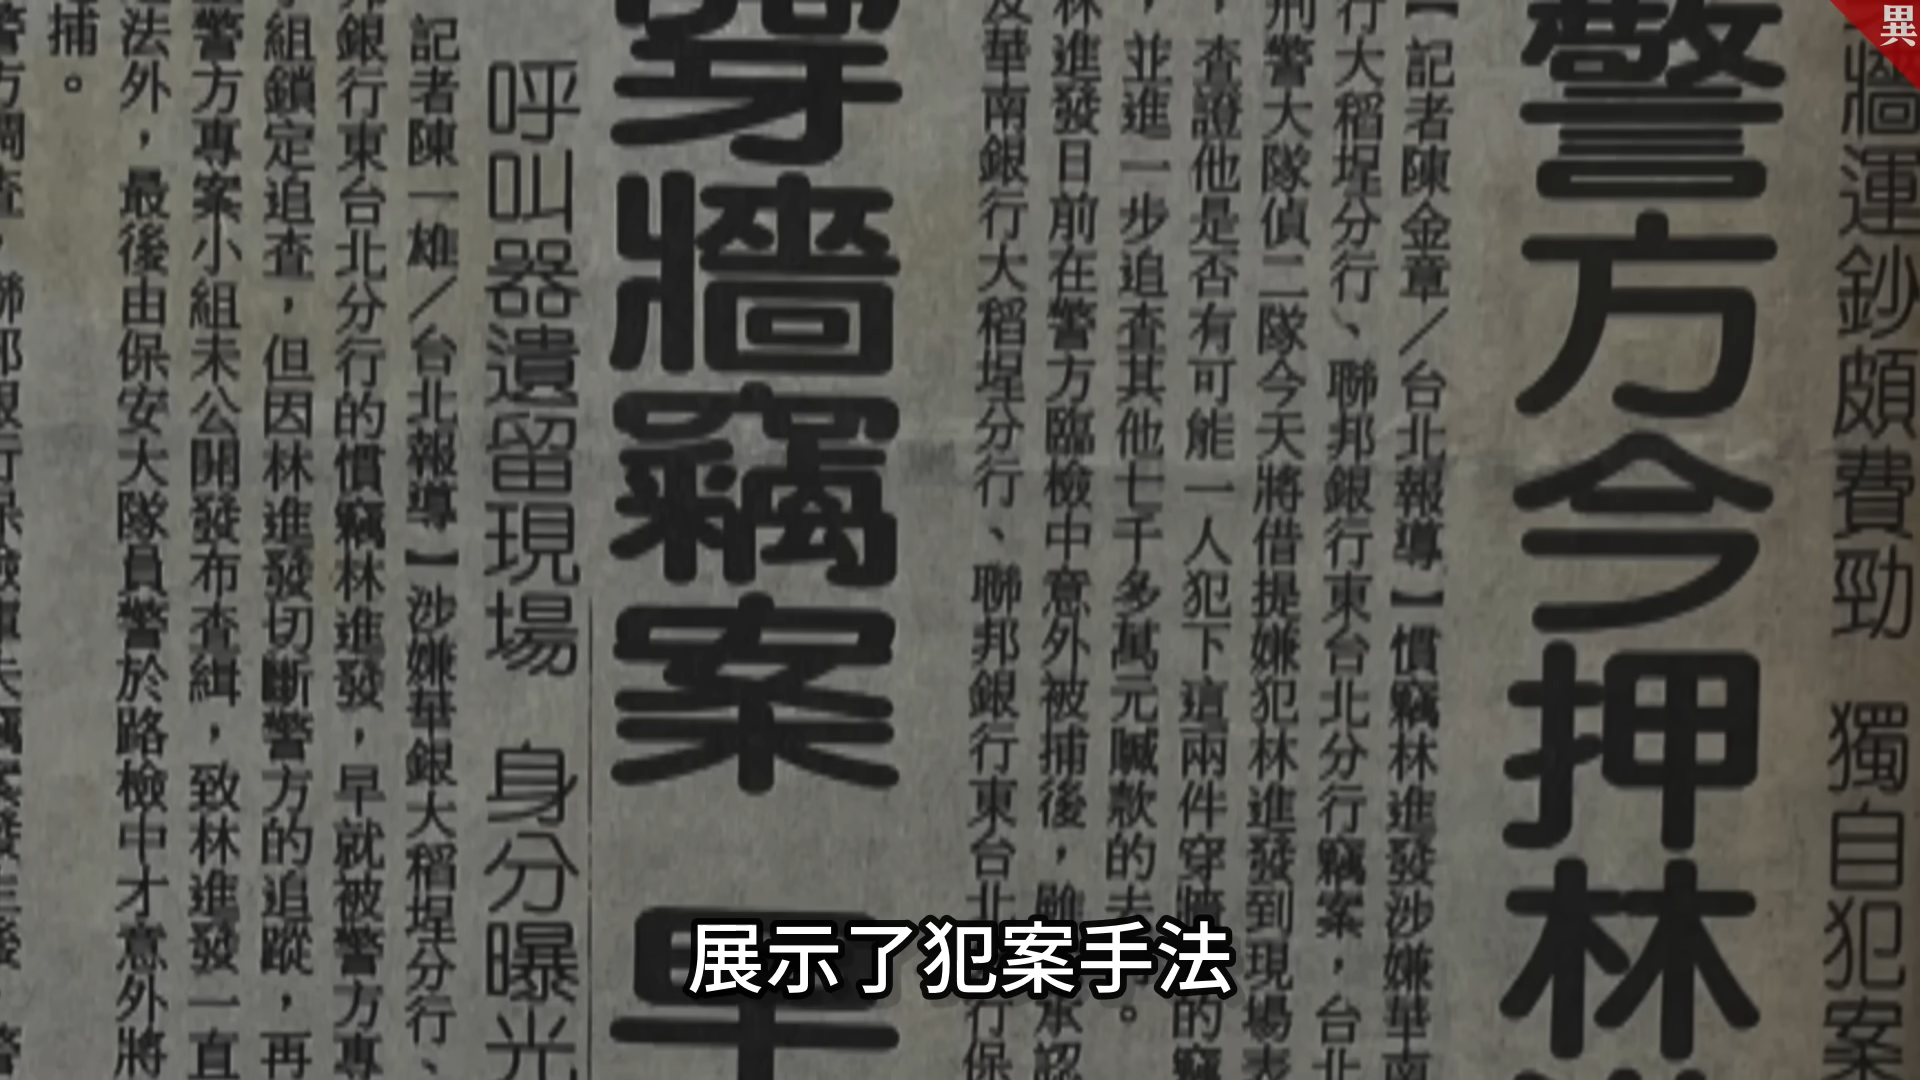 異
牆運鈔頗費勁 獨自犯案
警方今押林
【記者陳金章／台北報導】慣竊林進發涉嫌華南
行大稻埕分行、聯邦銀行東台北分行竊案，台北
刑警大隊偵二隊今天將借提嫌犯林進發到現場表
，查證他是否有可能一人犯下這兩件穿牆的竊
，並進一步追查其他七千多萬元贓款的去。
林進發日前在警方臨檢中意外被捕後，雖承認
及華南銀行大稻埕分行、聯邦銀行東台北行保
穿牆竊案 早
呼叫器遺留現場 身分曝光
記者陳一雄／台北報導】涉嫌華銀大稻埕分行、
邦銀行東台北分行的慣竊林進發，早就被警方專
小組鎖定追查，但因林進發切斷警方的追蹤，再
警方專案小組未公開發布查緝，致林進發一直
法外，最後由保安大隊員警於路檢中才意外將
捕。
展示了犯案手法